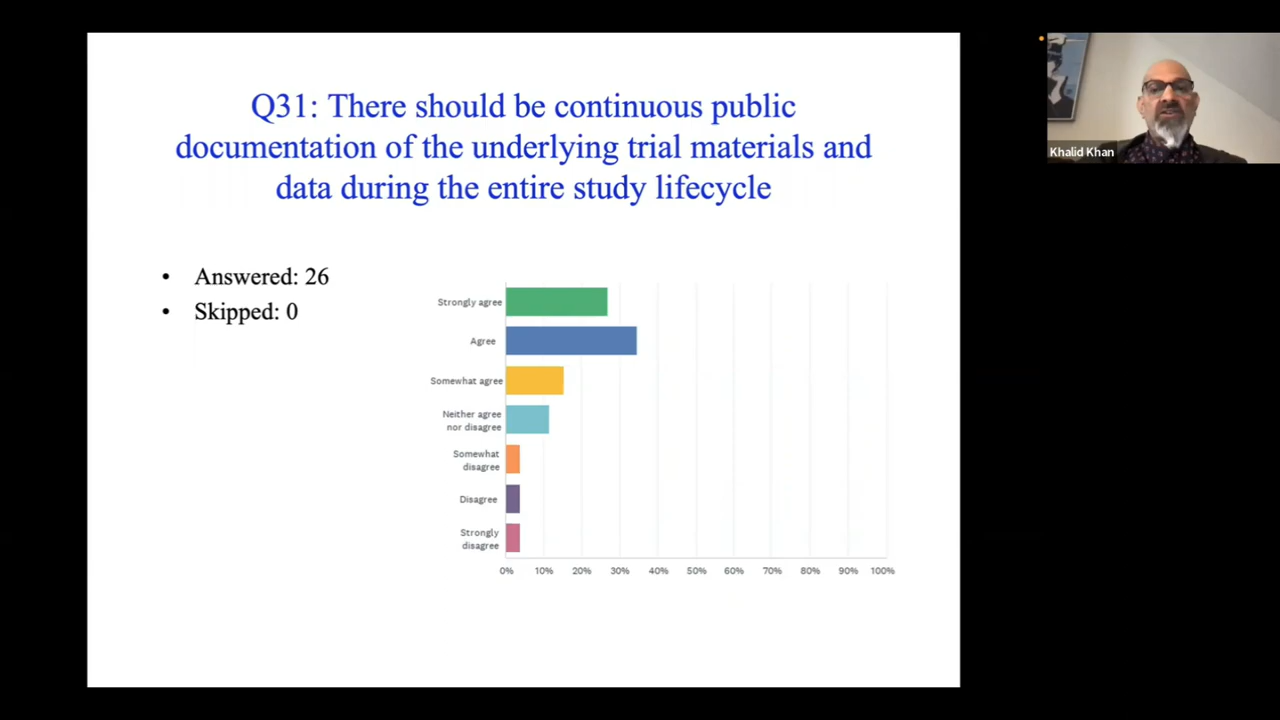 Q31: There should be continuous public
documentation of the underlying trial materials and
data during the entire study lifecycle
• Answered: 26
• Skipped: 0
Strongly agree
Agree
Somewhat agree
Neither agree
nor disagree
Somewhat
disagree
Disagree
Strongly
disagree
0% 10% 20% 30% 40% 50% 60% 70% 80% 90% 100%
Khalid Khan